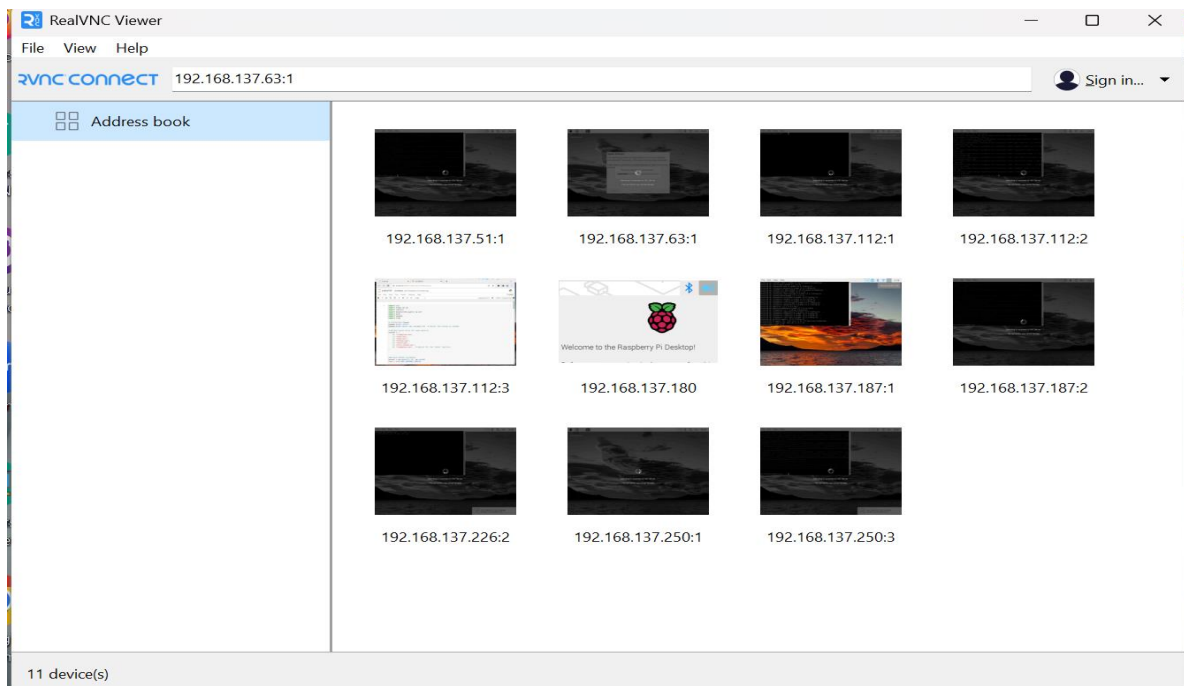 RealVNC Viewer
File View Help
RVNC CONNECT 192.168.137.63:1 Sign in...
Address book
192.168.137.51:1 192.168.137.63:1 192.168.137.112:1 192.168.137.112:2
Welcome to the Raspberry Pi Desktop!
192.168.137.112:3 192.168.137.180 192.168.137.187:1 192.168.137.187:2
192.168.137.226:2 192.168.137.250:1 192.168.137.250:3
11 device(s)